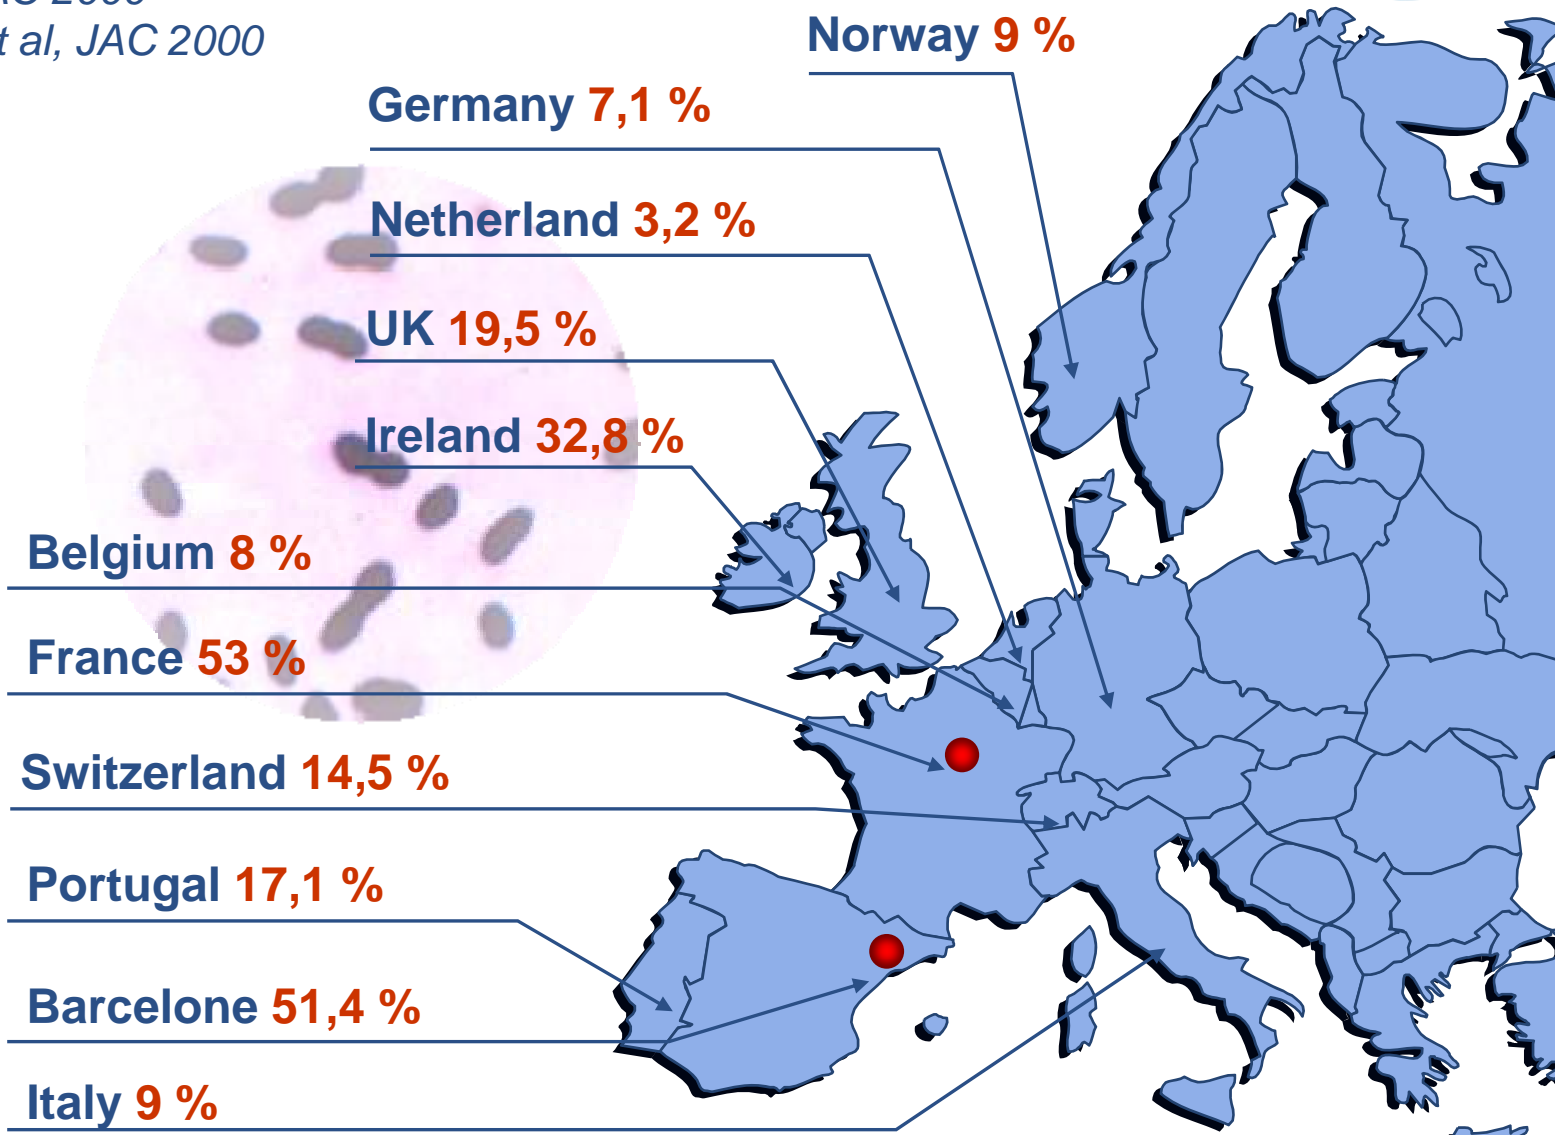 et al, JAC 2000
Norway 9 %
Germany 7,1 %
Netherland 3,2 %
UK 19,5 %
Ireland 32,8 %
Belgium 8 %
France 53 %
Switzerland 14,5 %
Portugal 17,1 %
Barcelone 51,4 %
Italy 9 %